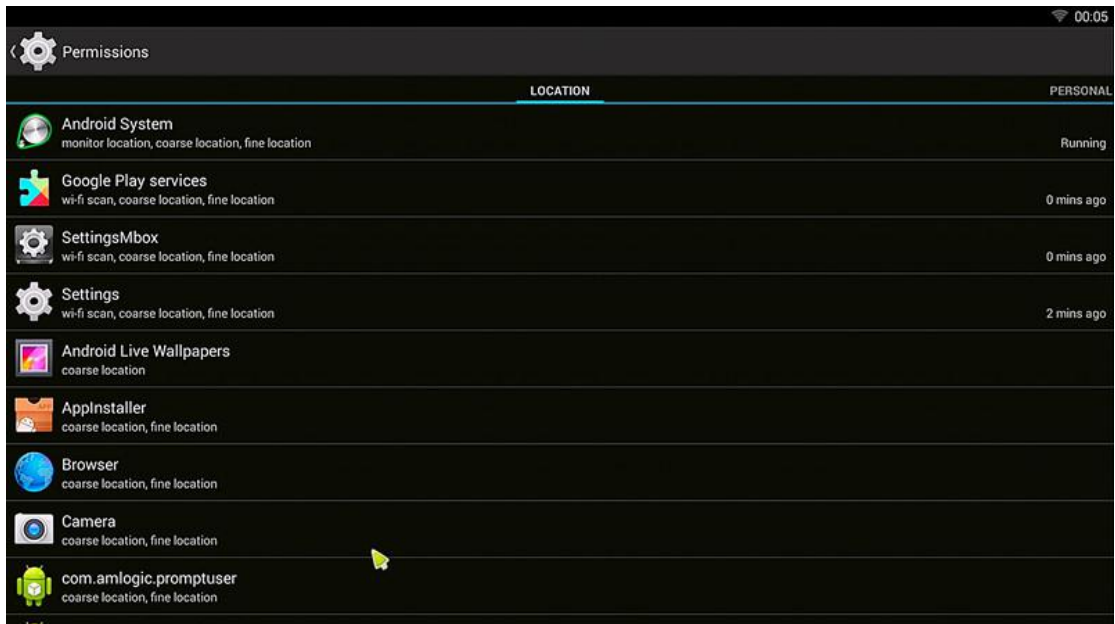 00:05
Permissions
LOCATION PERSONAL
Android System
monitor location, coarse location, fine location Running
Google Play services
wi-fi scan, coarse location, fine location 0 mins ago
SettingsMbox
wi-fi scan, coarse location, fine location 0 mins ago
Settings
wi-fi scan, coarse location, fine location 2 mins ago
Android Live Wallpapers
coarse location
AppInstaller
coarse location, fine location
Browser
coarse location, fine location
Camera
coarse location, fine location
com.amlogic.promptuser
coarse location, fine location